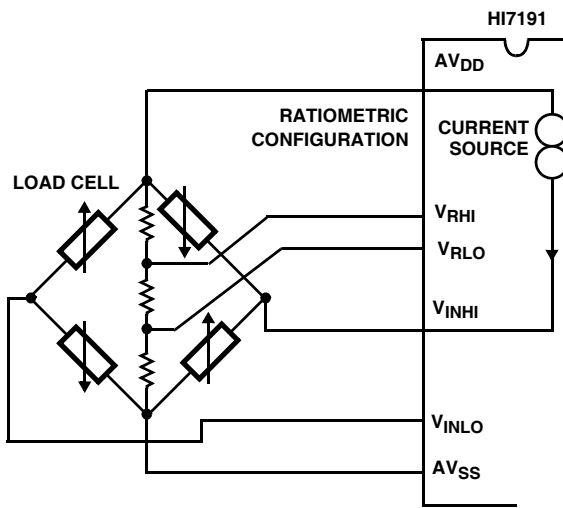 HI7191
AVDD
RATIOMETRIC
CONFIGURATION
CURRENT
SOURCE
LOAD CELL
VRHI
VRLO
VINHI
VINLO
AVSS